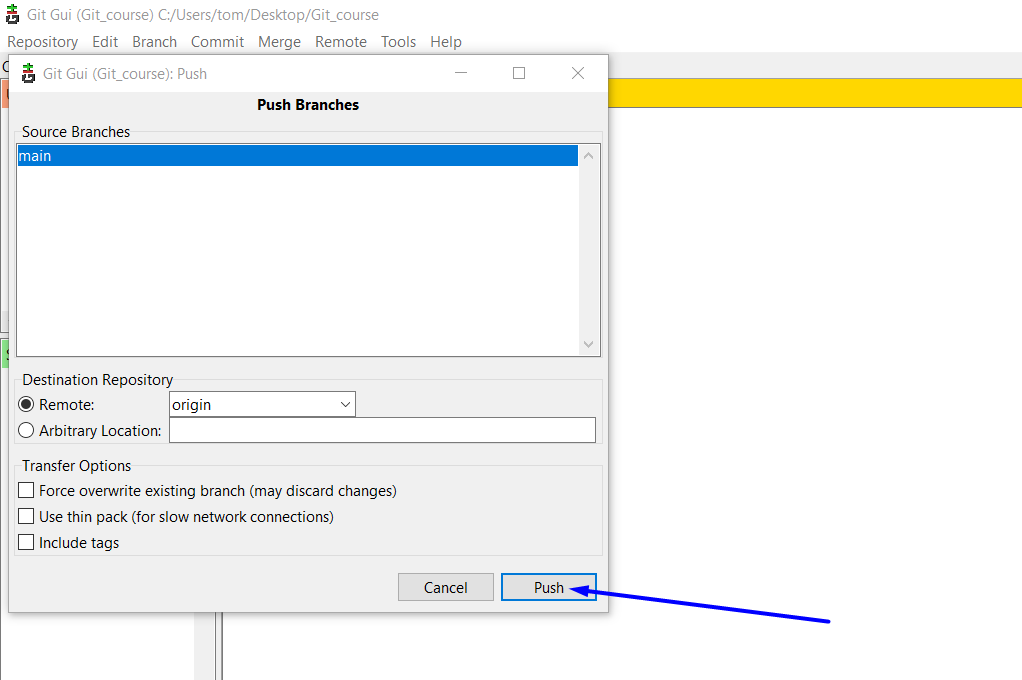 Git Gui (Git_course) C:/Users/tom/Desktop/Git_course
Repository Edit Branch Commit Merge Remote Tools Help
Git Gui (Git_course): Push
Push Branches
Source Branches
main
Destination Repository
Remote: origin
Arbitrary Location:
Transfer Options
Force overwrite existing branch (may discard changes)
Use thin pack (for slow network connections)
Include tags
Cancel Push